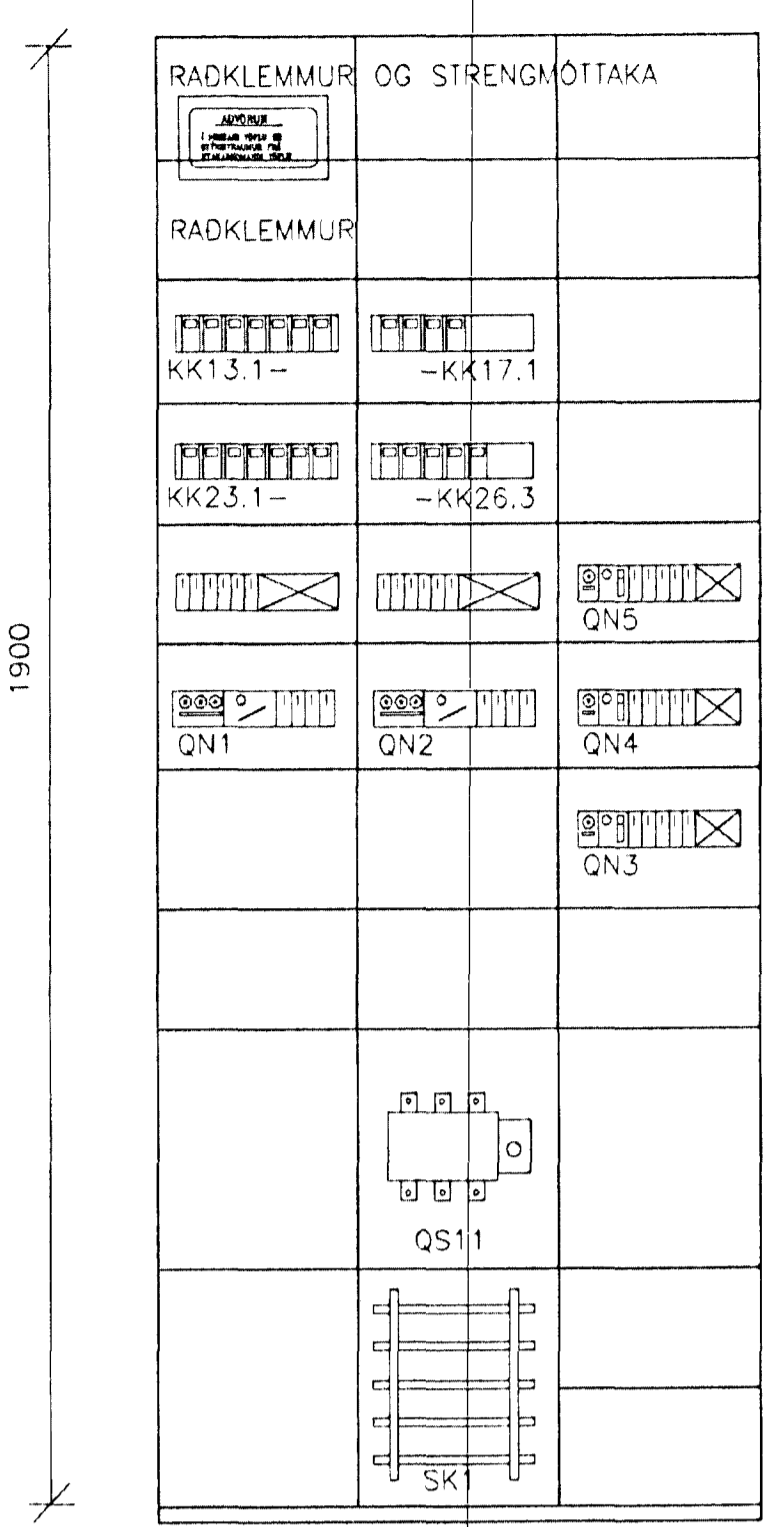 RAÐKLEMMUR OG STRENGMÓTTAKA
AÐVÖRUN
RAÐKLEMMUR
KK13.1-
-KK17.1
KK23.1-
-KK26.3
QN5
1900
QN1
QN2
QN4
QN3
QS11
SK1